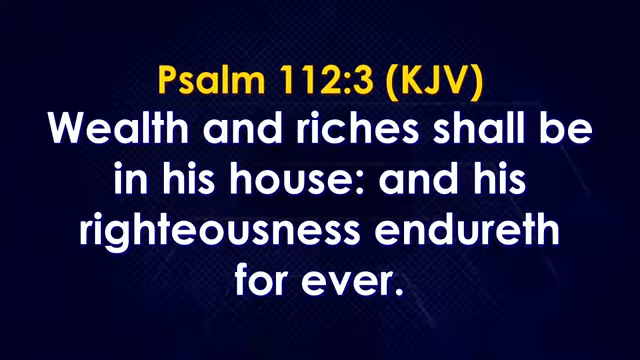 Psalm 112:3 (KJV)
Wealth and riches shall be
in his house: and his
righteousness endureth
for ever.